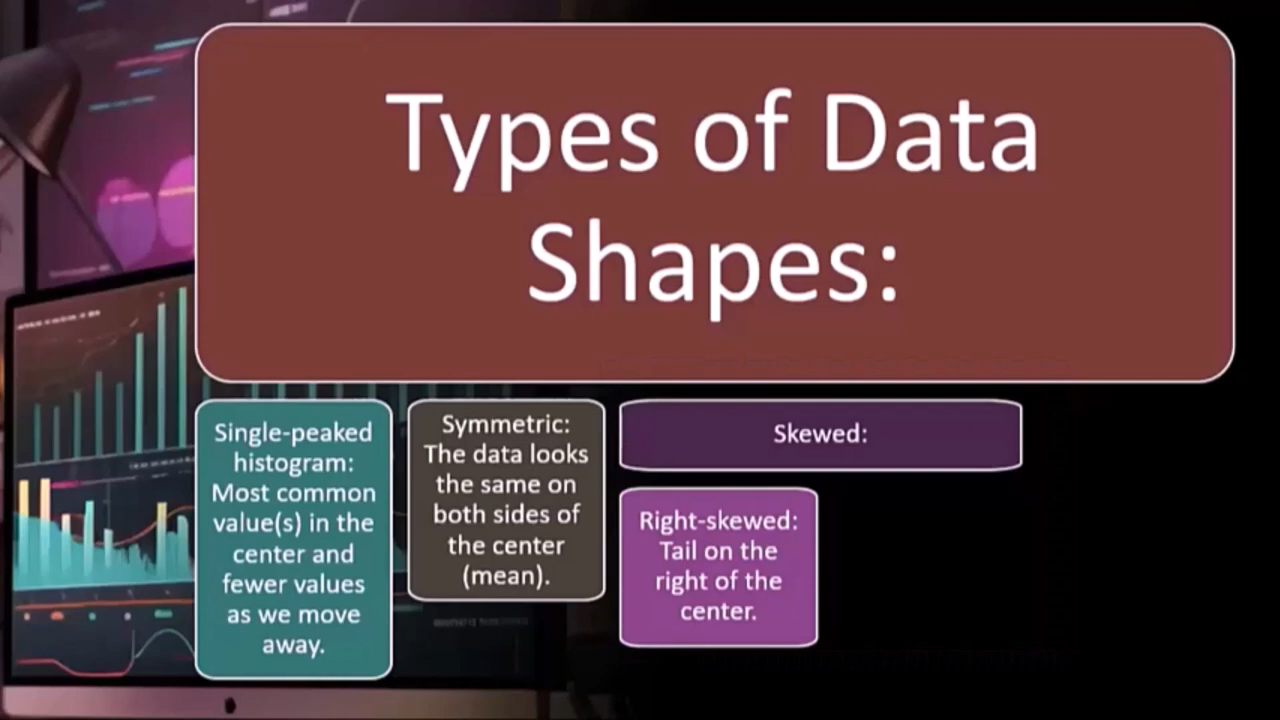 Types of Data
Shapes:
Single-peaked
histogram:
Most common
value(s) in the
center and
fewer values
as we move
away.
Symmetric:
The data looks
the same on
both sides of
the center
(mean).
Skewed:
Right-skewed:
Tail on the
right of the
center.